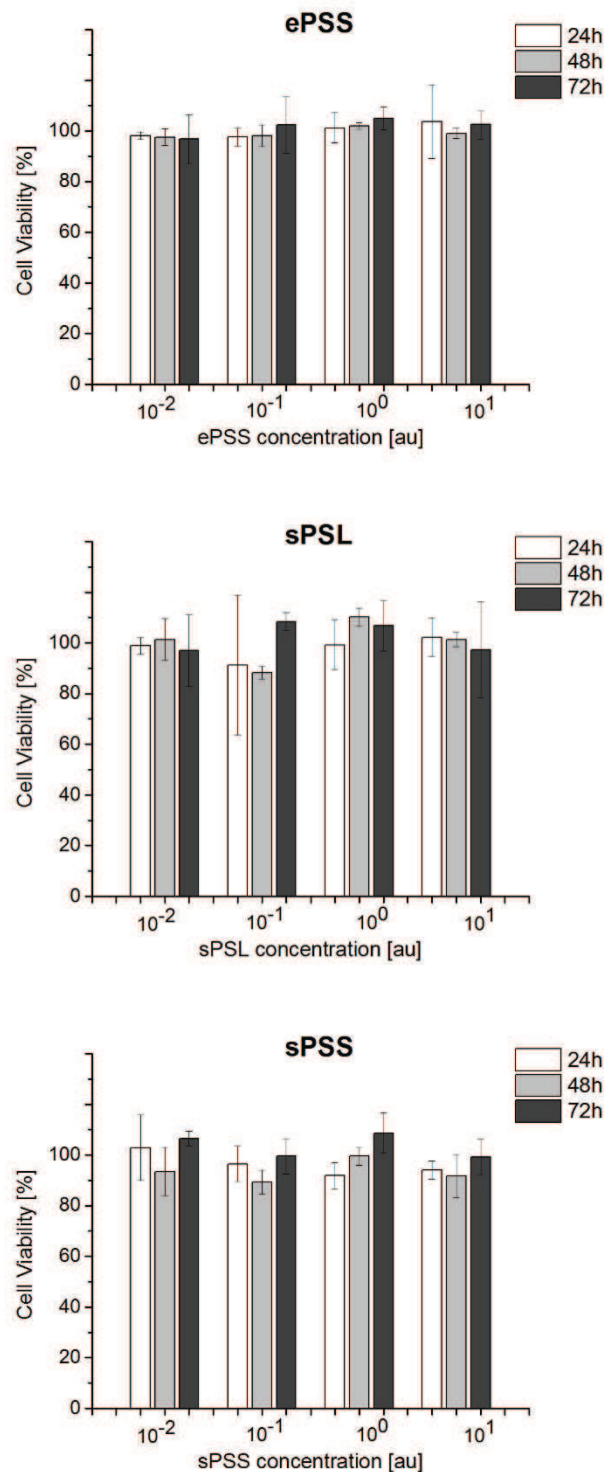 ePSS
24h
48h
72h
Cell Viability [%]
100
80
60
40
20
0
10⁻² 10⁻¹ 10⁰ 10¹
ePSS concentration [au]
sPSL
24h
48h
72h
Cell Viability [%]
100
80
60
40
20
0
10⁻² 10⁻¹ 10⁰ 10¹
sPSL concentration [au]
sPSS
24h
48h
72h
Cell Viability [%]
100
80
60
40
20
0
10⁻² 10⁻¹ 10⁰ 10¹
sPSS concentration [au]